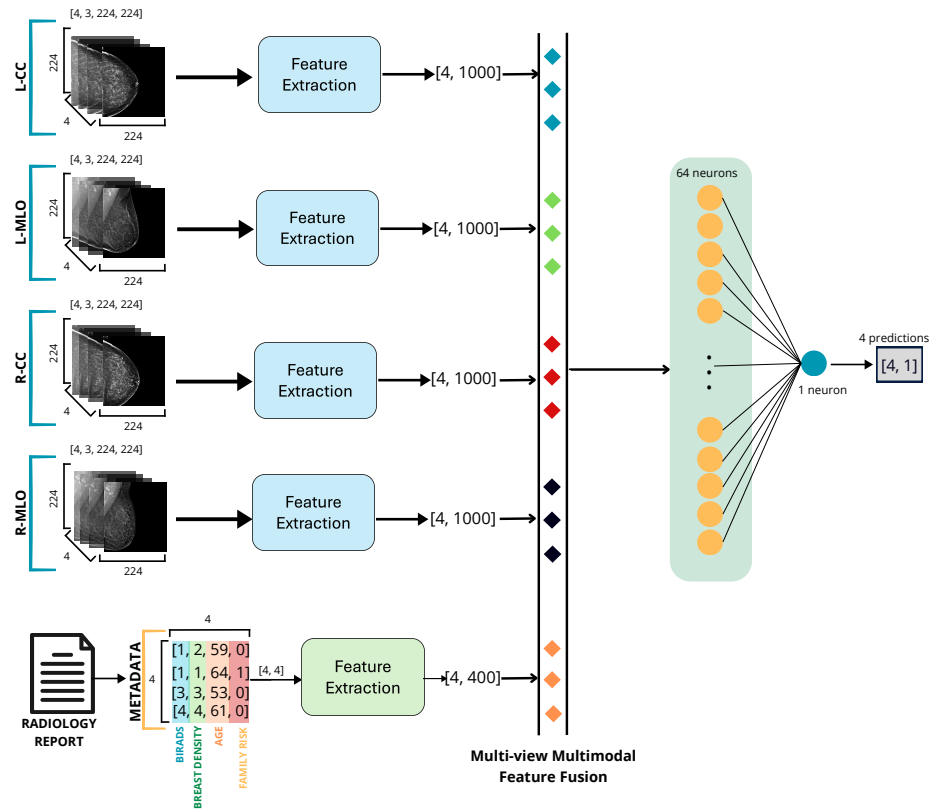 [4, 3, 224, 224]
L-CC
224
4
224
Feature
Extraction
[4, 1000]
[4, 3, 224, 224]
L-MLO
224
4
224
Feature
Extraction
[4, 1000]
[4, 3, 224, 224]
R-CC
224
4
224
Feature
Extraction
[4, 1000]
[4, 3, 224, 224]
R-MLO
224
4
224
Feature
Extraction
[4, 1000]
64 neurons
1 neuron
4 predictions
[4, 1]
RADIOLOGY
REPORT
METADATA
4
4
[1, 2, 59, 0]
[1, 1, 64, 1]
[3, 3, 53, 0]
[4, 4, 61, 0]
BIRADS
BREAST DENSITY
AGE
FAMILY RISK
[4, 4]
Feature
Extraction
[4, 400]
Multi-view Multimodal
Feature Fusion